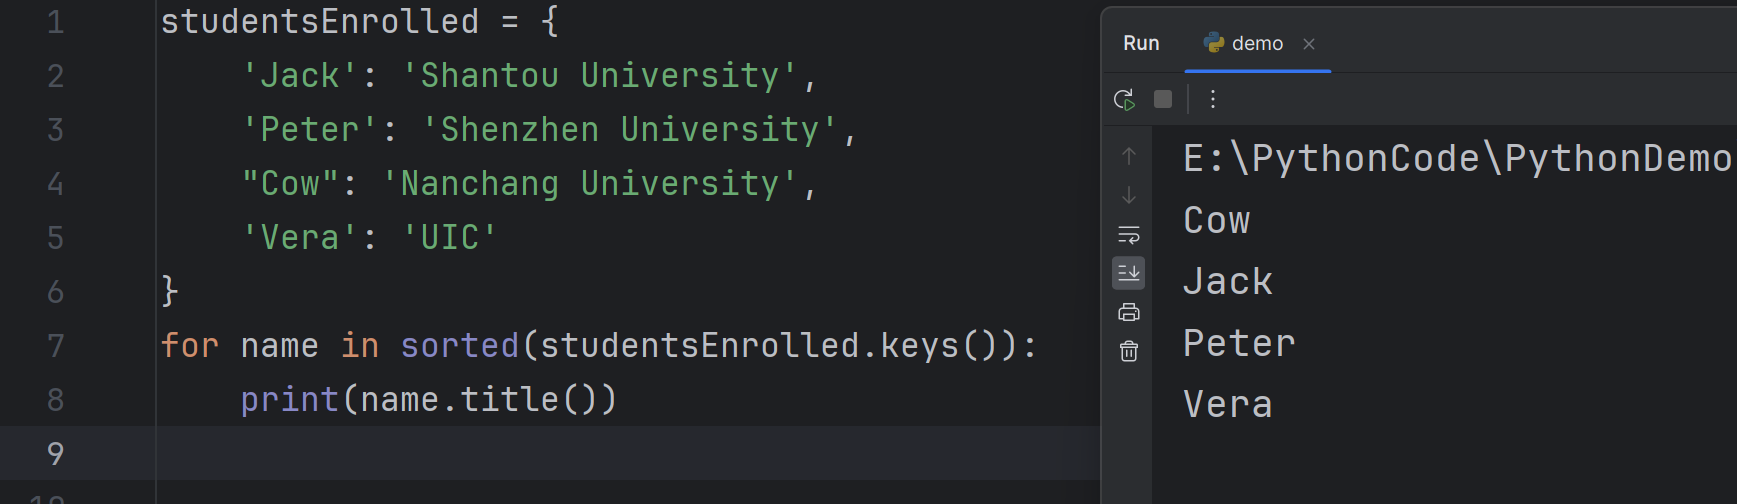 1 studentsEnrolled = {
2     'Jack': 'Shantou University',
3     'Peter': 'Shenzhen University',
4     "Cow": 'Nanchang University',
5     'Vera': 'UIC'
6 }
7 for name in sorted(studentsEnrolled.keys()):
8     print(name.title())
9
10
Run demo ×
E:\PythonCode\PythonDemo
Cow
Jack
Peter
Vera